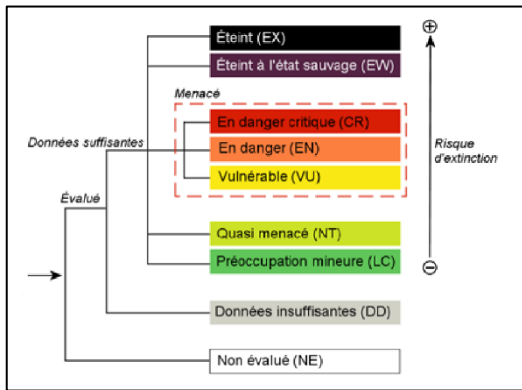 Éteint (EX)
Éteint à l'état sauvage (EW)
Menacé
En danger critique (CR)
Données suffisantes
En danger (EN)
Risque
d'extinction
Vulnérable (VU)
Évalué
Quasi menacé (NT)
Préoccupation mineure (LC)
Données insuffisantes (DD)
Non évalué (NE)